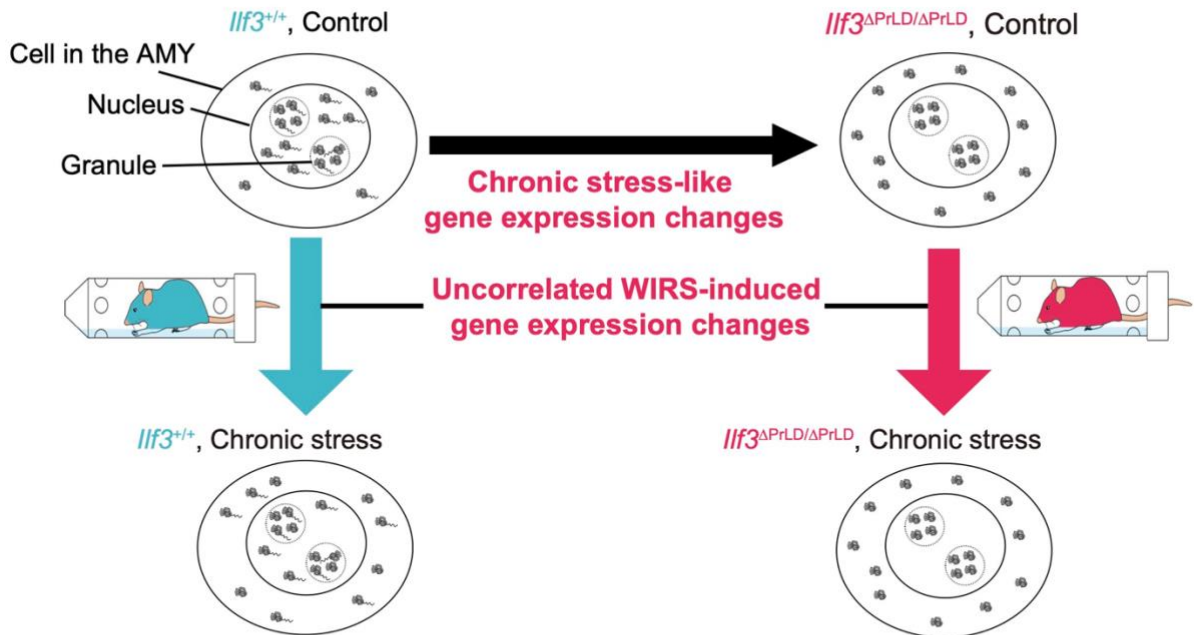 Ilf3+/+, Control
Ilf3ΔPrLD/ΔPrLD, Control
Cell in the AMY
Nucleus
Granule
Chronic stress-like
gene expression changes
Uncorrelated WIRS-induced
gene expression changes
Ilf3+/+, Chronic stress
Ilf3ΔPrLD/ΔPrLD, Chronic stress